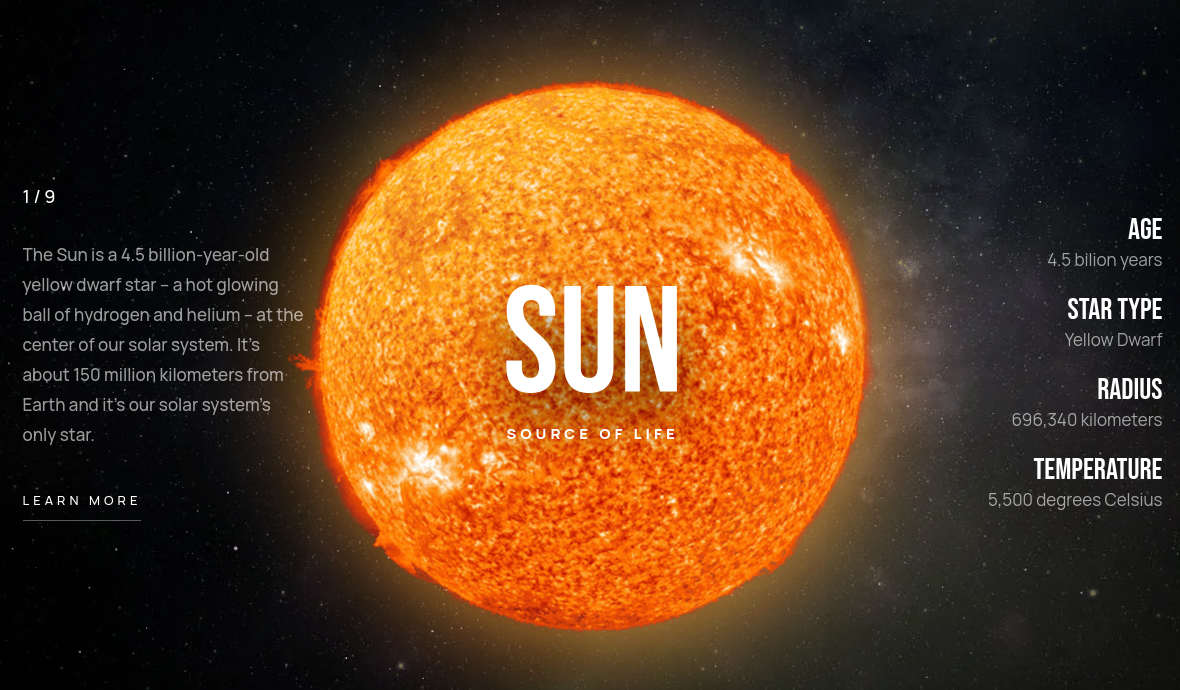 1 / 9
The Sun is a 4.5 billion-year-old
yellow dwarf star – a hot glowing
ball of hydrogen and helium – at the
center of our solar system. It’s
about 150 million kilometers from
Earth and it’s our solar system’s
only star.
LEARN MORE
SUN
SOURCE OF LIFE
AGE
4.5 bilion years
STAR TYPE
Yellow Dwarf
RADIUS
696,340 kilometers
TEMPERATURE
5,500 degrees Celsius